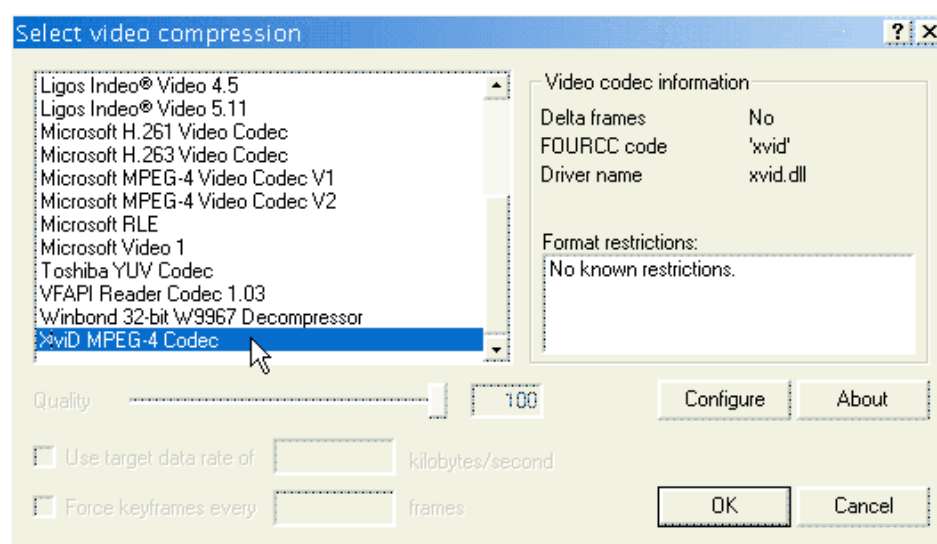 Select video compression
Ligos Indeo® Video 4.5
Ligos Indeo® Video 5.11
Microsoft H.261 Video Codec
Microsoft H.263 Video Codec
Microsoft MPEG-4 Video Codec V1
Microsoft MPEG-4 Video Codec V2
Microsoft RLE
Microsoft Video 1
Toshiba YUV Codec
VFAPI Reader Codec 1.03
Winbond 32-bit W9967 Decompressor
XviD MPEG-4 Codec
Video codec information
Delta frames No
FOURCC code 'xvid'
Driver name xvid.dll
Format restrictions:
No known restrictions.
Quality 100
Configure About
Use target data rate of kilobytes/second
Force keyframes every frames
OK Cancel